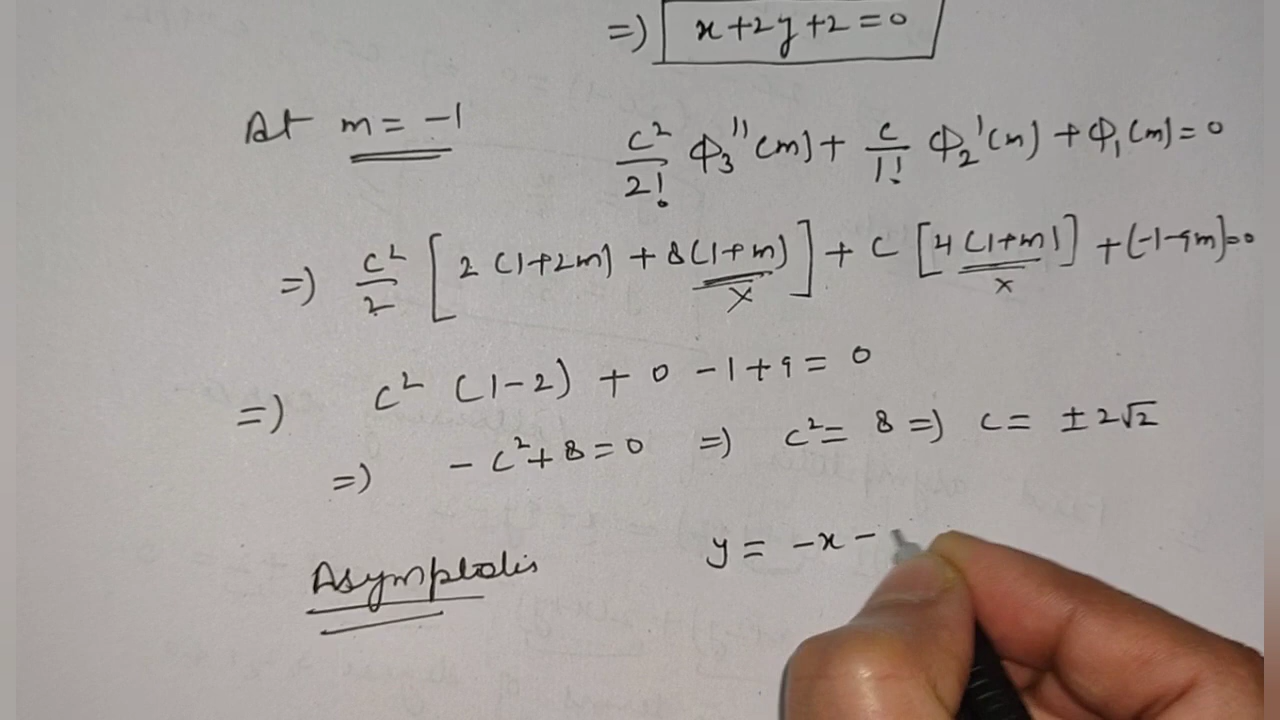 =) x+2y+2=0
At m = -1
c²/2! Φ₃''(m) + c/1! Φ₂'(m) + Φ₁(m) = 0
=) c²/2 [2(1+2m) + 8(1+m)] + c [4(1+m)] + (-1-9m)=0
x x
=) c² (1-2) + 0 - 1 + 9 = 0
=) - c² + 8 = 0 =) c² = 8 =) c = ±2√2
Asymptotis y = -x -